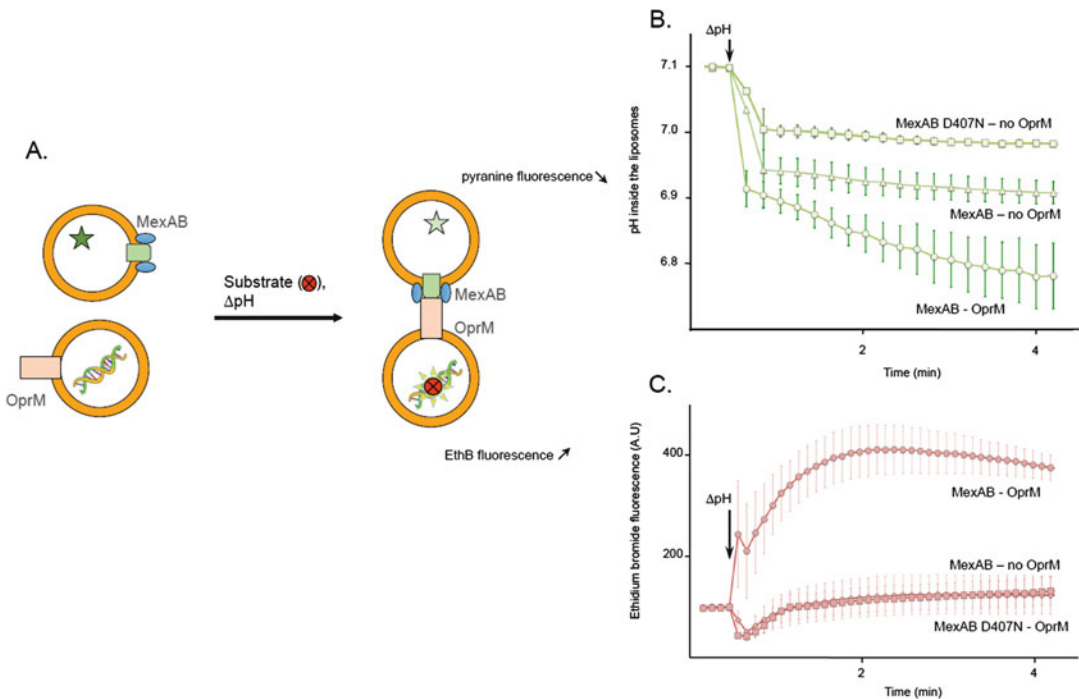 A.
MexAB
OprM
Substrate ( ),
ΔpH
pyranine fluorescence ↘
MexAB
OprM
EthB fluorescence ↗
B.
ΔpH
pH inside the liposomes
7.1
7.0
6.9
6.8
MexAB D407N – no OprM
MexAB – no OprM
MexAB - OprM
2
4
Time (min)
C.
Ethidium bromide fluorescence (A.U)
400
200
ΔpH
MexAB - OprM
MexAB – no OprM
MexAB D407N - OprM
2
4
Time (min)